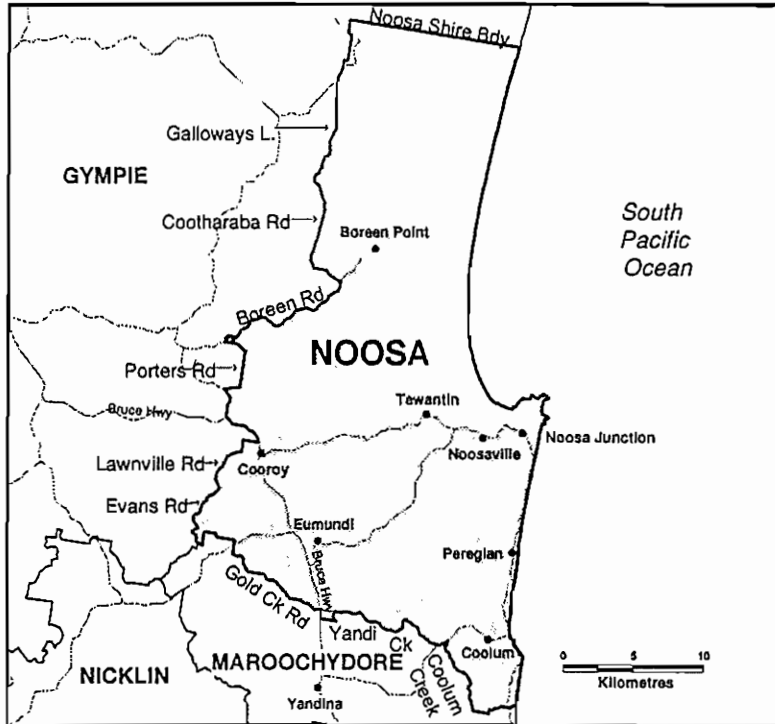 Noosa Shire Bdy
Galloways L.
GYMPIE
Cootharaba Rd
Boreen Point
South
Pacific
Ocean
Boreen Rd
NOOSA
Porters Rd
Bruce Hwy
Tewantin
Noosa Junction
Noosaville
Lawnville Rd
Cooroy
Evans Rd
Eumundi
Peregian
Bruce Hwy
Gold Ck Rd
Yandi
Ck
Coolum
Coolum
Creek
MAROOCHYDORE
NICKLIN
Yandina
0 5 10
Kilometres